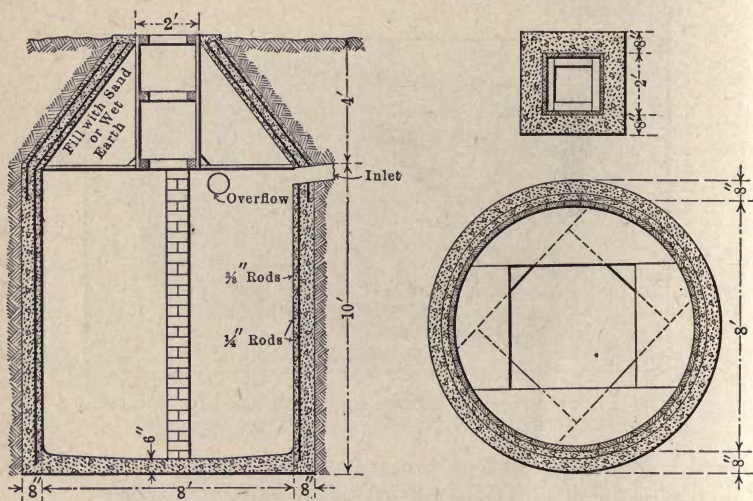 2'
Fill with Sand
or Wet
Earth
4'
Inlet
Overflow
⅜" Rods
¼" Rods
10'
6"
8"
8'
8"
8"
2'
8"
8"
8'
8"